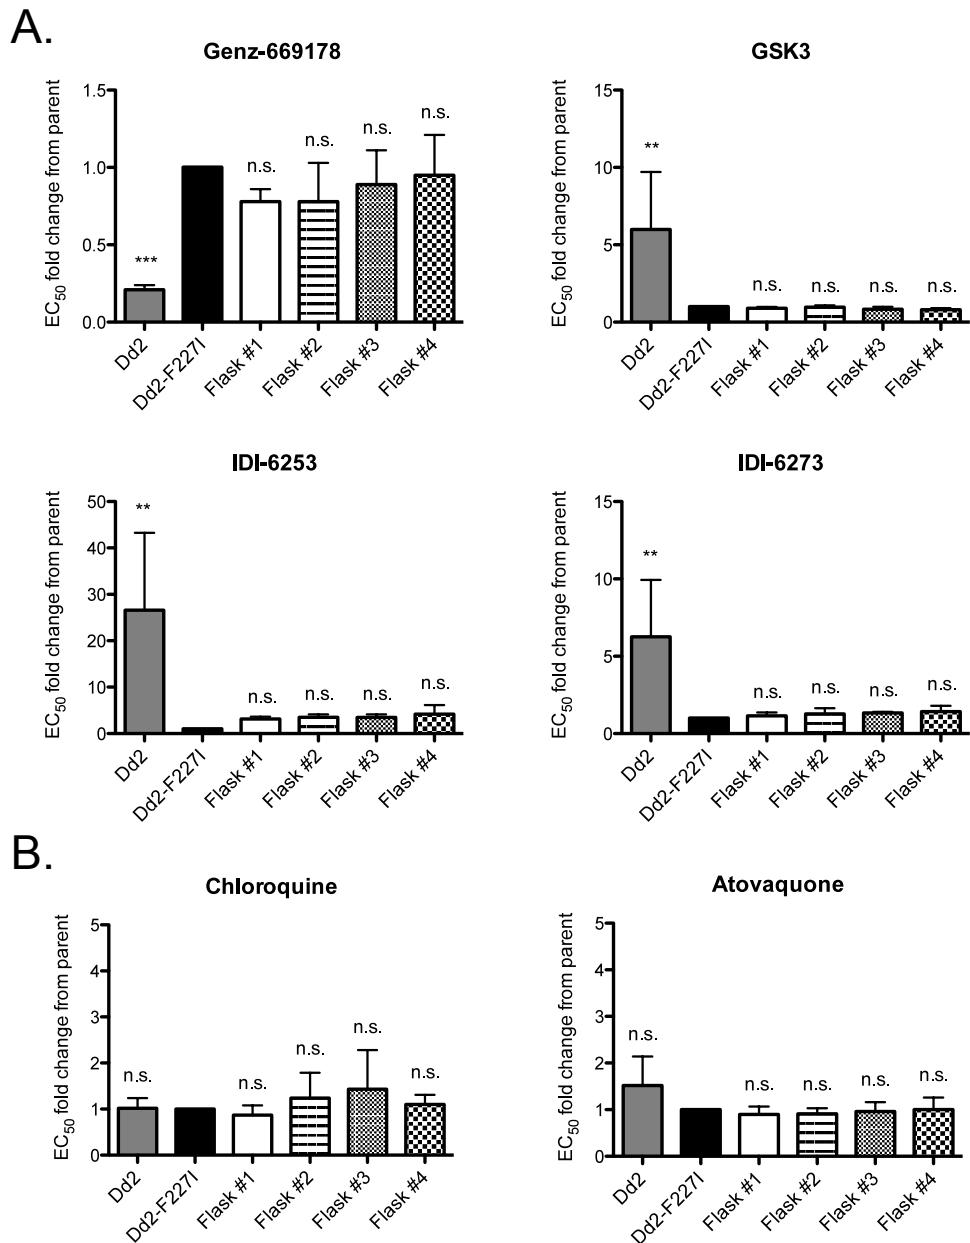 A.
Genz-669178
EC50 fold change from parent
1.5
1.0
0.5
0.0
***
n.s.
n.s.
n.s.
n.s.
Dd2
Dd2-F227I
Flask #1
Flask #2
Flask #3
Flask #4
GSK3
EC50 fold change from parent
15
10
5
0
**
n.s.
n.s.
n.s.
n.s.
Dd2
Dd2-F227I
Flask #1
Flask #2
Flask #3
Flask #4
IDI-6253
EC50 fold change from parent
50
40
30
20
10
0
**
n.s.
n.s.
n.s.
n.s.
Dd2
Dd2-F227I
Flask #1
Flask #2
Flask #3
Flask #4
IDI-6273
EC50 fold change from parent
15
10
5
0
**
n.s.
n.s.
n.s.
n.s.
Dd2
Dd2-F227I
Flask #1
Flask #2
Flask #3
Flask #4
B.
Chloroquine
EC50 fold change from parent
5
4
3
2
1
0
n.s.
n.s.
n.s.
n.s.
n.s.
Dd2
Dd2-F227I
Flask #1
Flask #2
Flask #3
Flask #4
Atovaquone
EC50 fold change from parent
5
4
3
2
1
0
n.s.
n.s.
n.s.
n.s.
n.s.
Dd2
Dd2-F227I
Flask #1
Flask #2
Flask #3
Flask #4